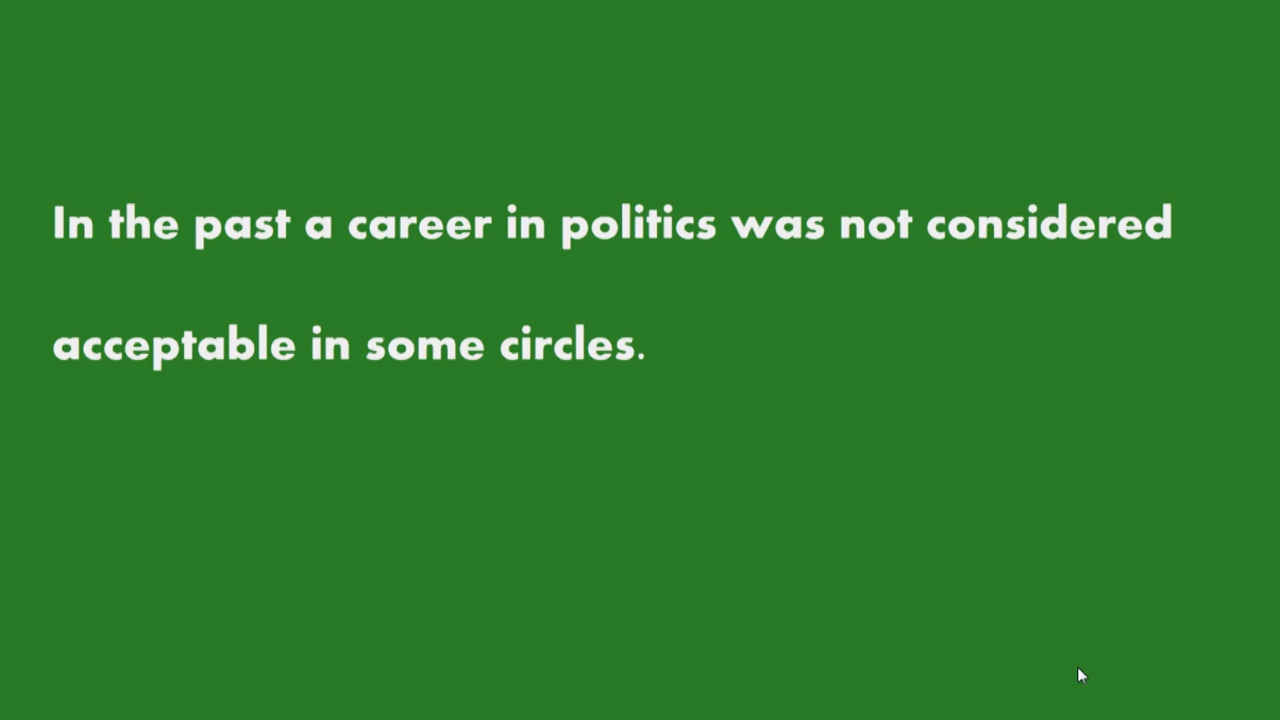 In the past a career in politics was not considered
acceptable in some circles.